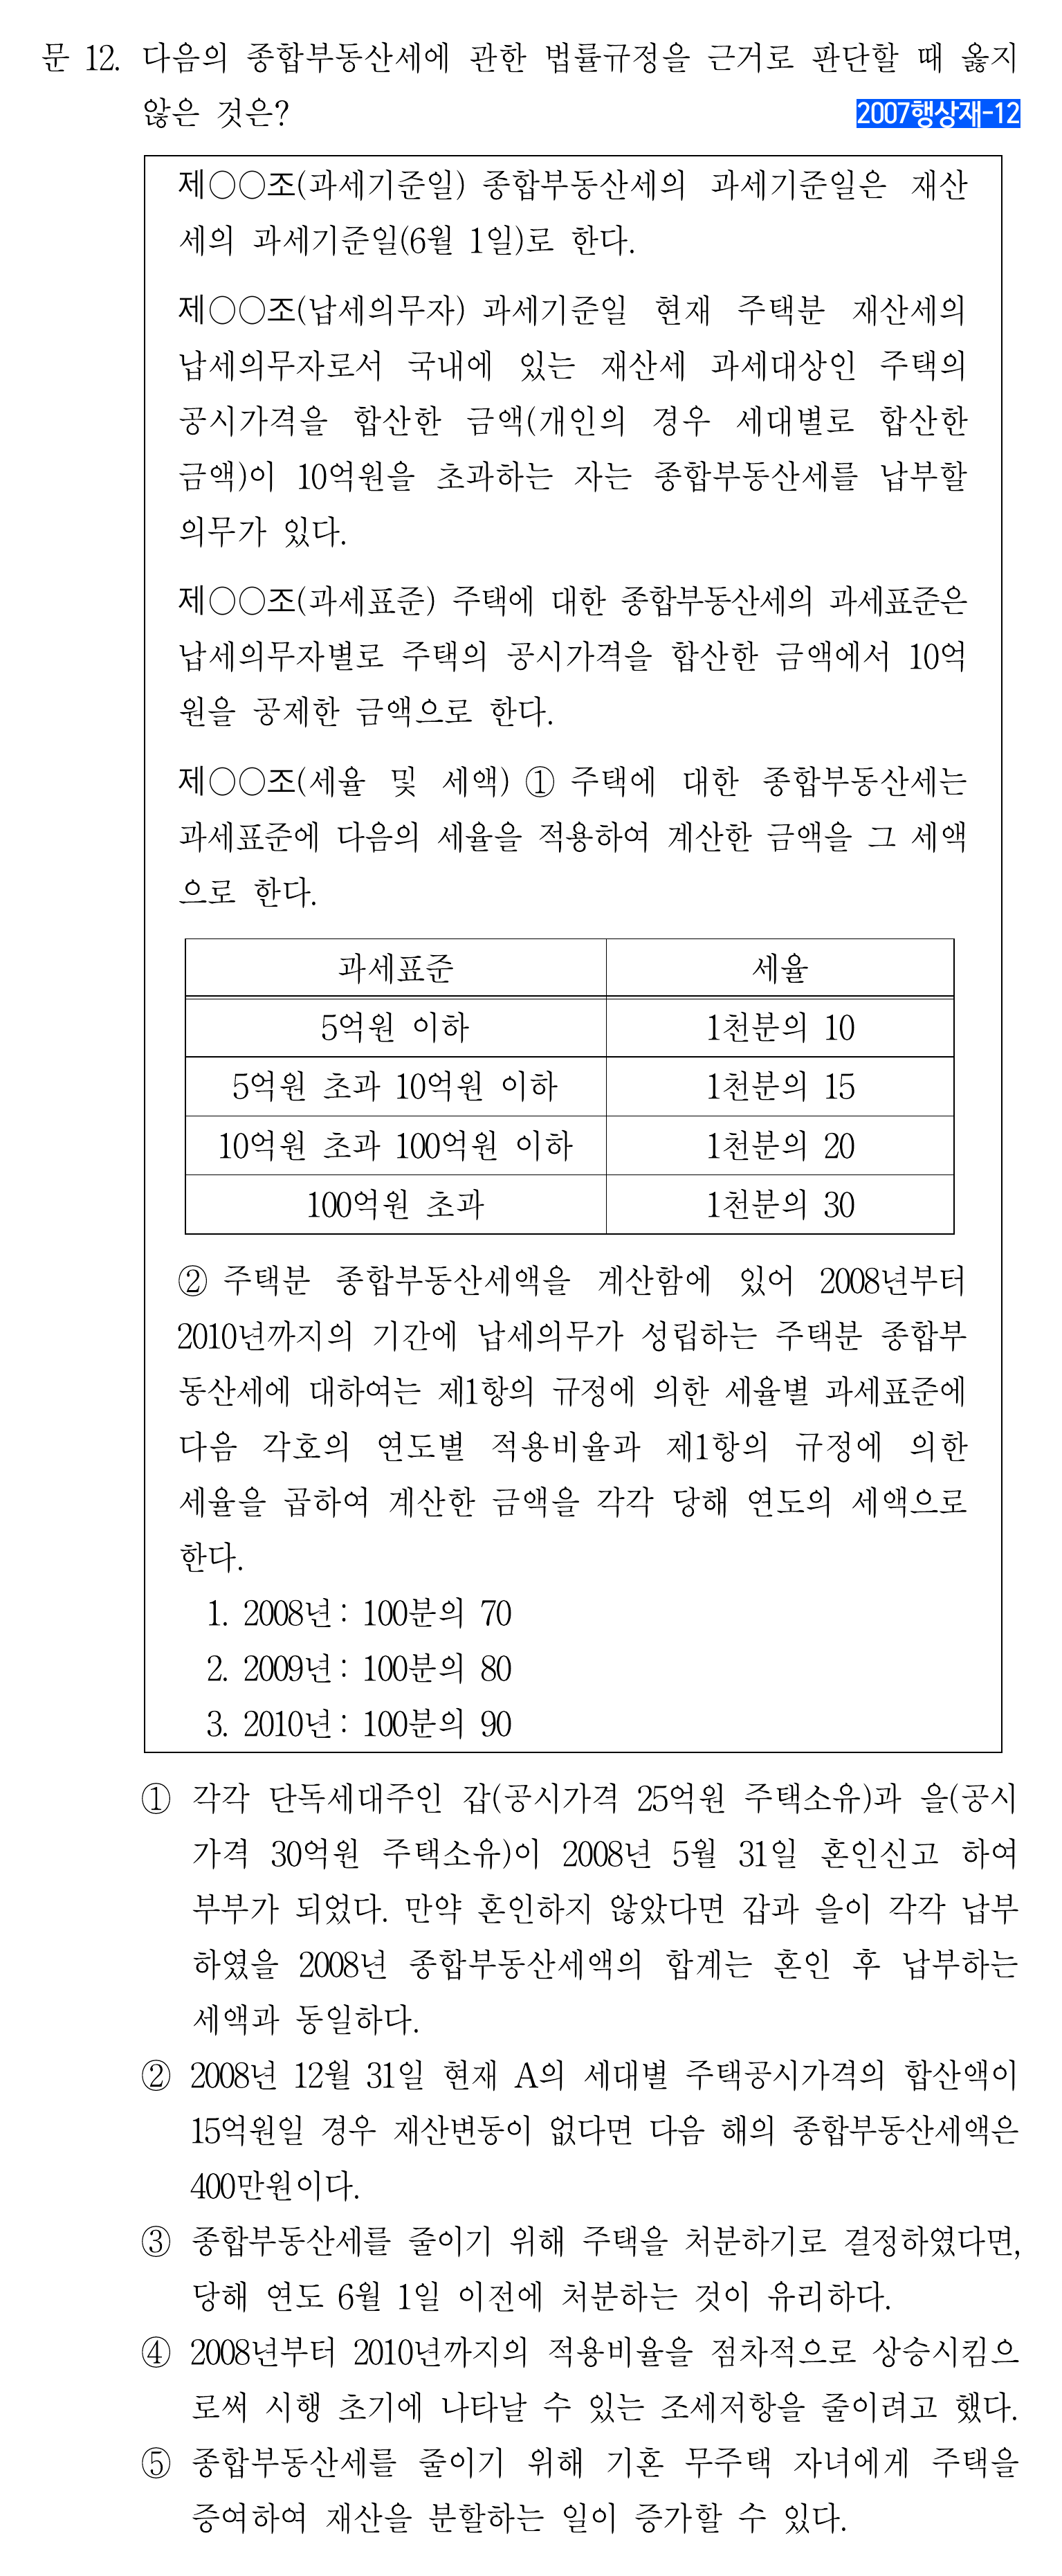 문 12. 다음의 종합부동산세에 관한 법률규정을 근거로 판단할 때 옳지
않은 것은?
2007행상재-12
제○○조(과세기준일) 종합부동산세의 과세기준일은 재산
세의 과세기준일(6월 1일)로 한다.
제○○조(납세의무자) 과세기준일 현재 주택분 재산세의
납세의무자로서 국내에 있는 재산세 과세대상인 주택의
공시가격을 합산한 금액(개인의 경우 세대별로 합산한
금액)이 10억원을 초과하는 자는 종합부동산세를 납부할
의무가 있다.
제○○조(과세표준) 주택에 대한 종합부동산세의 과세표준은
납세의무자별로 주택의 공시가격을 합산한 금액에서 10억
원을 공제한 금액으로 한다.
제○○조(세율 및 세액) ① 주택에 대한 종합부동산세는
과세표준에 다음의 세율을 적용하여 계산한 금액을 그 세액
으로 한다.
과세표준 세율
5억원 이하 1천분의 10
5억원 초과 10억원 이하 1천분의 15
10억원 초과 100억원 이하 1천분의 20
100억원 초과 1천분의 30
② 주택분 종합부동산세액을 계산함에 있어 2008년부터
2010년까지의 기간에 납세의무가 성립하는 주택분 종합부
동산세에 대하여는 제1항의 규정에 의한 세율별 과세표준에
다음 각호의 연도별 적용비율과 제1항의 규정에 의한
세율을 곱하여 계산한 금액을 각각 당해 연도의 세액으로
한다.
1. 2008년 : 100분의 70
2. 2009년 : 100분의 80
3. 2010년 : 100분의 90
① 각각 단독세대주인 갑(공시가격 25억원 주택소유)과 을(공시
가격 30억원 주택소유)이 2008년 5월 31일 혼인신고 하여
부부가 되었다. 만약 혼인하지 않았다면 갑과 을이 각각 납부
하였을 2008년 종합부동산세액의 합계는 혼인 후 납부하는
세액과 동일하다.
② 2008년 12월 31일 현재 A의 세대별 주택공시가격의 합산액이
15억원일 경우 재산변동이 없다면 다음 해의 종합부동산세액은
400만원이다.
③ 종합부동산세를 줄이기 위해 주택을 처분하기로 결정하였다면,
당해 연도 6월 1일 이전에 처분하는 것이 유리하다.
④ 2008년부터 2010년까지의 적용비율을 점차적으로 상승시킴으
로써 시행 초기에 나타날 수 있는 조세저항을 줄이려고 했다.
⑤ 종합부동산세를 줄이기 위해 기혼 무주택 자녀에게 주택을
증여하여 재산을 분할하는 일이 증가할 수 있다.